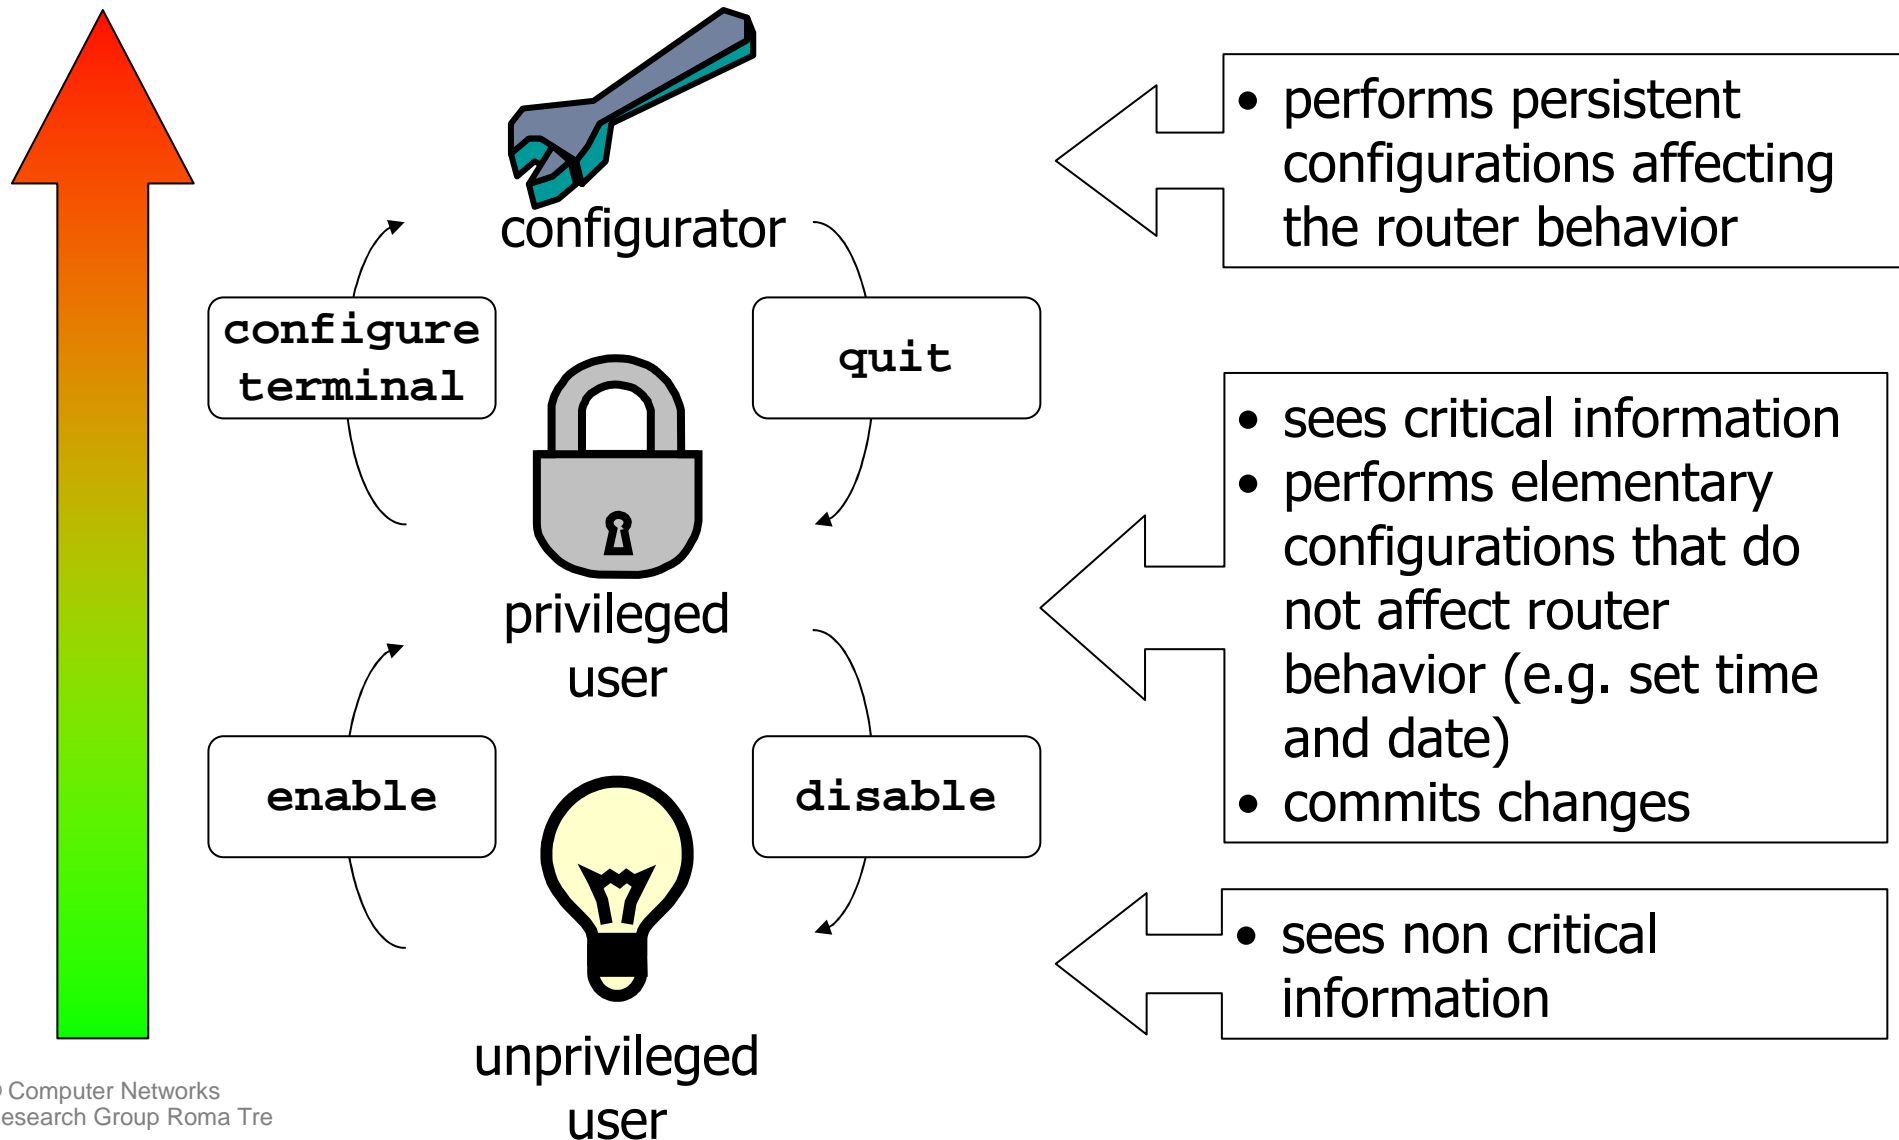 configurator
• performs persistent
configurations affecting
the router behavior
configure
terminal
quit
privileged
user
• sees critical information
• performs elementary
configurations that do
not affect router
behavior (e.g. set time
and date)
• commits changes
enable
disable
unprivileged
user
• sees non critical
information
Computer Networks
esearch Group Roma Tre